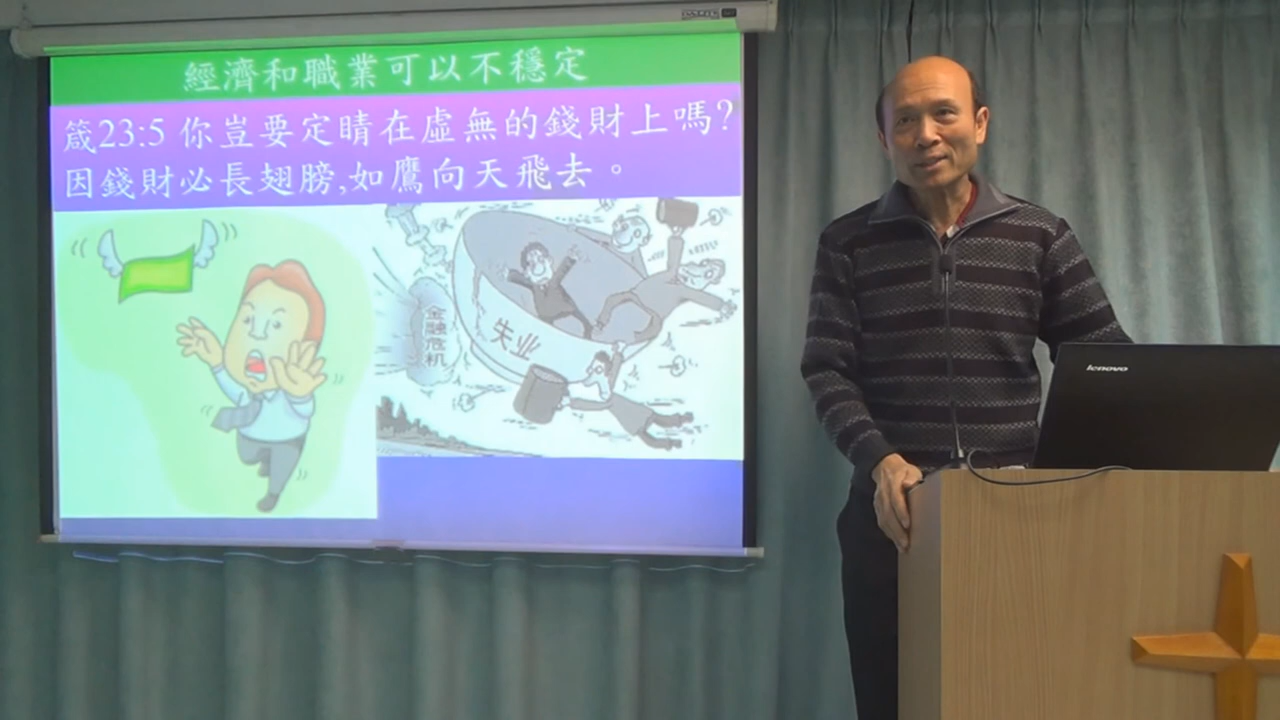 經濟和職業可以不穩定
箴23:5 你豈要定睛在虛無的錢財上嗎?
因錢財必長翅膀,如鷹向天飛去。
金融危机
失业
lenovo